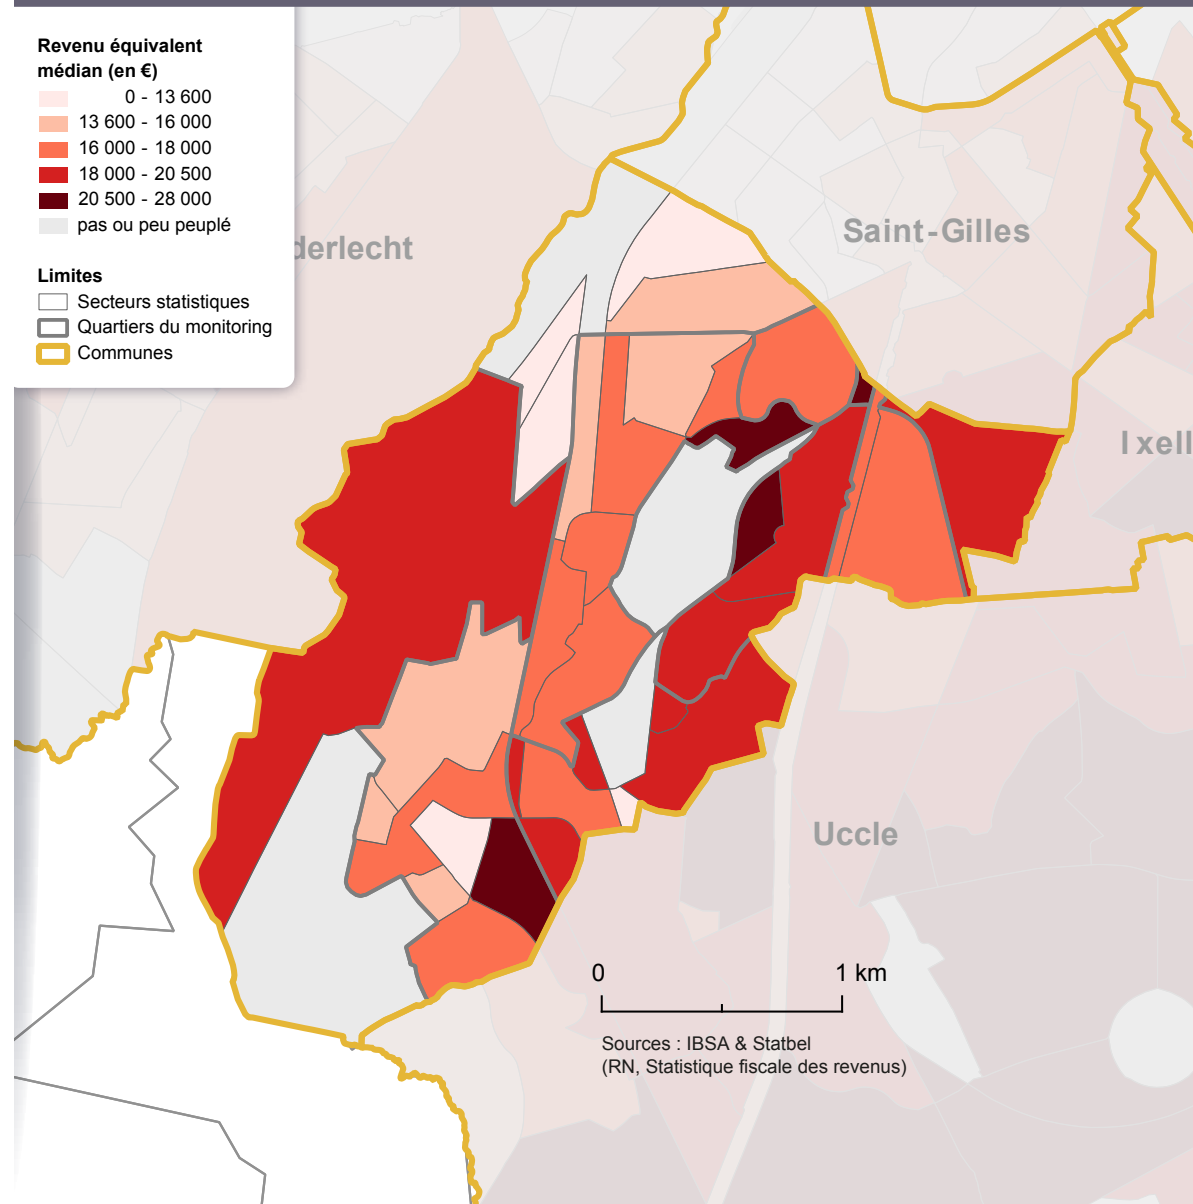 Revenu équivalent
médian (en €)
0 - 13 600
13 600 - 16 000
16 000 - 18 000
18 000 - 20 500
20 500 - 28 000
pas ou peu peuplé
Limites
Secteurs statistiques
Quartiers du monitoring
Communes
derlecht
Saint-Gilles
Ixell
Uccle
0 1 km
Sources : IBSA & Statbel
(RN, Statistique fiscale des revenus)